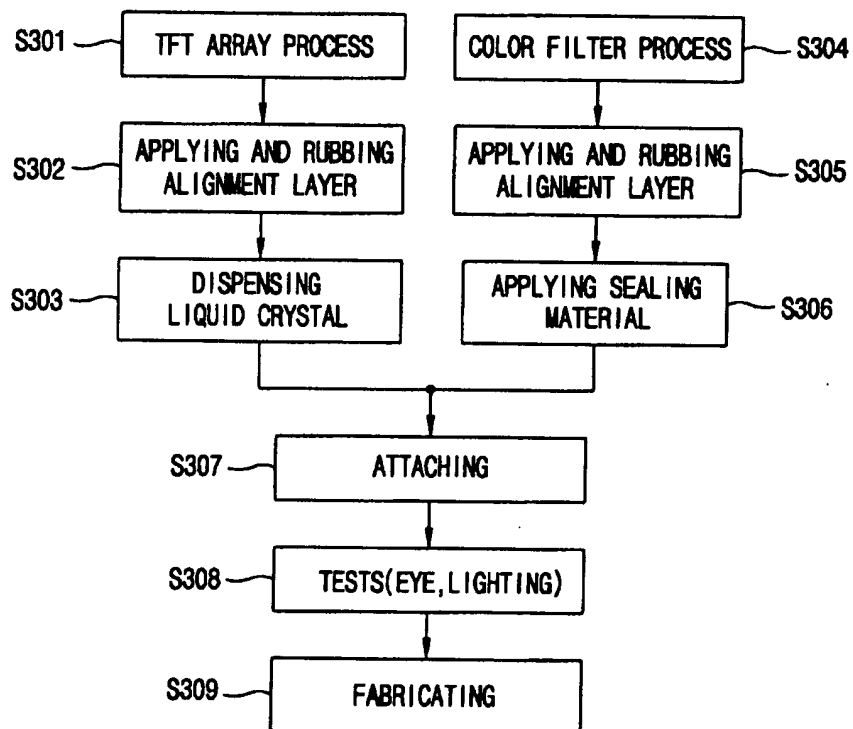 S301
TFT ARRAY PROCESS
COLOR FILTER PROCESS
S304
S302
APPLYING AND RUBBING
ALIGNMENT LAYER
APPLYING AND RUBBING
ALIGNMENT LAYER
S305
S303
DISPENSING
LIQUID CRYSTAL
APPLYING SEALING
MATERIAL
S306
S307
ATTACHING
S308
TESTS(EYE,LIGHTING)
S309
FABRICATING